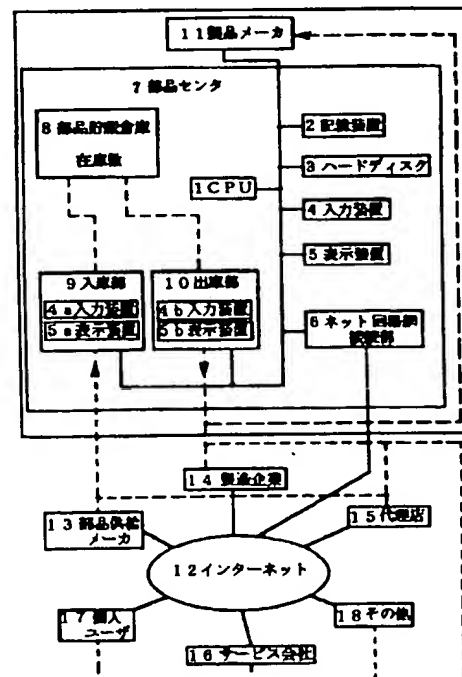 11製品メーカ
7部品センタ
8部品貯蔵倉庫
在庫数
2記憶装置
3ハードディスク
1CPU
4入力装置
5表示装置
9入庫部
4a入力装置
5a表示装置
10出庫部
4b入力装置
5b表示装置
6ネット回路網
接続部
14製造企業
13部品供給
メーカ
15代理店
12インターネット
17個人
ユーザ
18その他
16サービス会社